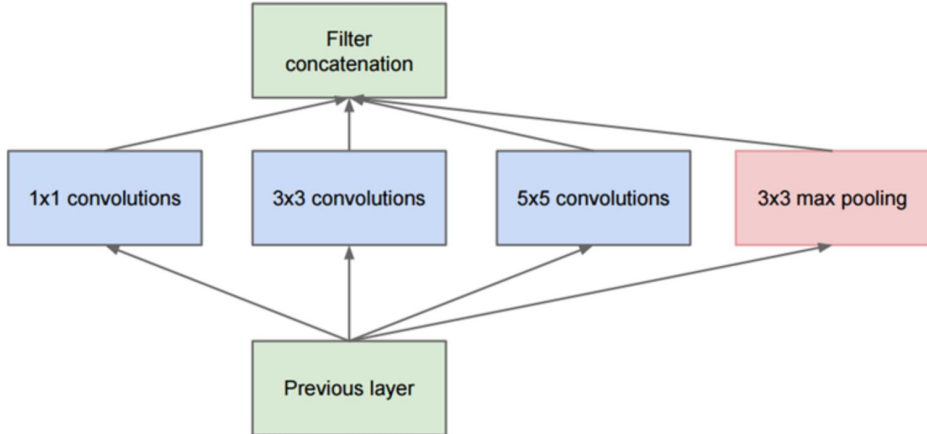 Filter
concatenation
1x1 convolutions
3x3 convolutions
5x5 convolutions
3x3 max pooling
Previous layer